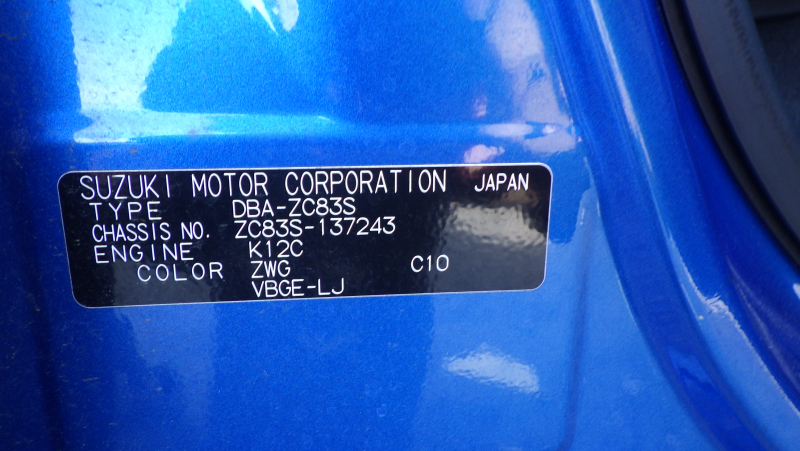 SUZUKI MOTOR CORPORATION JAPAN
TYPE DBA-ZC83S
CHASSIS NO. ZC83S-137243
ENGINE K12C
COLOR ZWG C10
VBGE-LJ